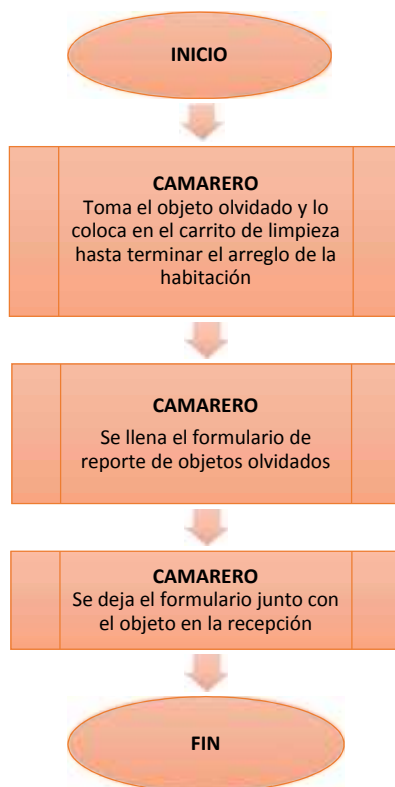 INICIO
CAMARERO
Toma el objeto olvidado y lo
coloca en el carrito de limpieza
hasta terminar el arreglo de la
habitación
CAMARERO
Se llena el formulario de
reporte de objetos olvidados
CAMARERO
Se deja el formulario junto con
el objeto en la recepción
FIN